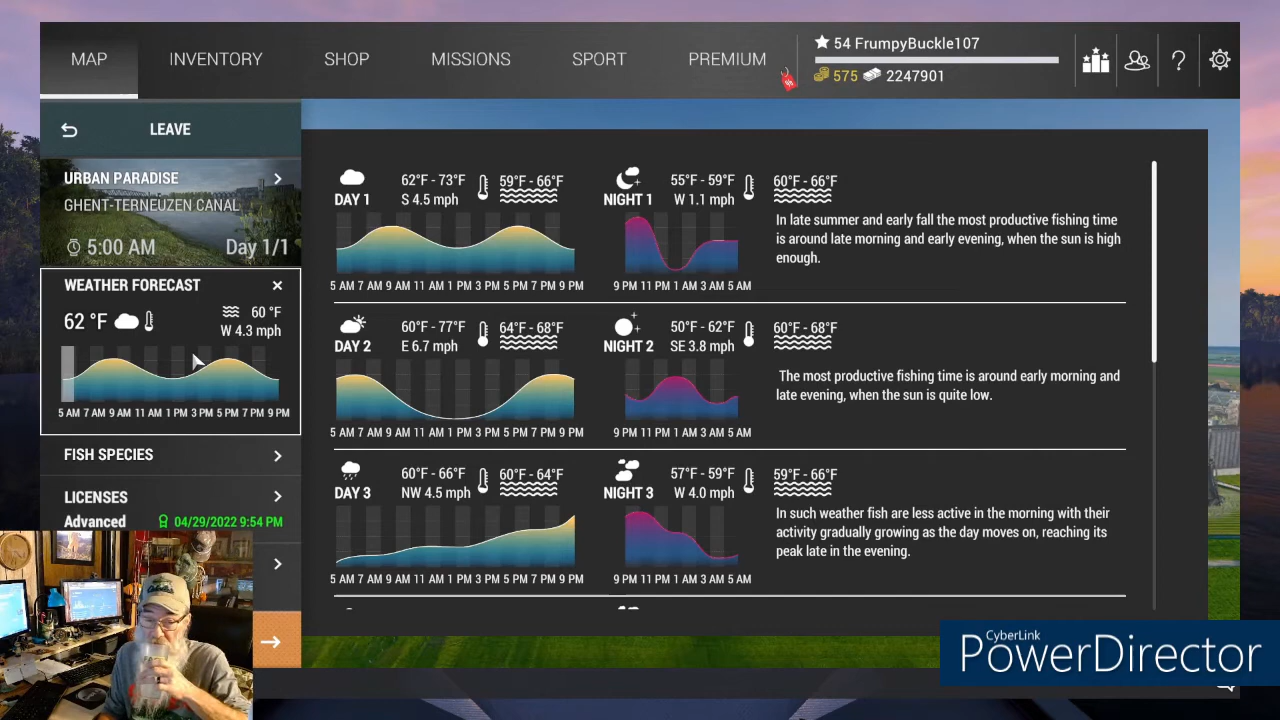 MAP INVENTORY SHOP MISSIONS SPORT PREMIUM
54 FrumpyBuckle107
575 2247901
LEAVE
URBAN PARADISE
GHENT-TERNEUZEN CANAL
5:00 AM Day 1/1
WEATHER FORECAST
62 °F 60 °F
W 4.3 mph
5 AM 7 AM 9 AM 11 AM 1 PM 3 PM 5 PM 7 PM 9 PM
FISH SPECIES
LICENSES
Advanced 04/29/2022 9:54 PM
DAY 1 62°F - 73°F 59°F - 66°F
S 4.5 mph
5 AM 7 AM 9 AM 11 AM 1 PM 3 PM 5 PM 7 PM 9 PM
NIGHT 1 55°F - 59°F 60°F - 66°F
W 1.1 mph
9 PM 11 PM 1 AM 3 AM 5 AM
In late summer and early fall the most productive fishing time
is around late morning and early evening, when the sun is high
enough.
DAY 2 60°F - 77°F 64°F - 68°F
E 6.7 mph
5 AM 7 AM 9 AM 11 AM 1 PM 3 PM 5 PM 7 PM 9 PM
NIGHT 2 50°F - 62°F 60°F - 68°F
SE 3.8 mph
9 PM 11 PM 1 AM 3 AM 5 AM
The most productive fishing time is around early morning and
late evening, when the sun is quite low.
DAY 3 60°F - 66°F 60°F - 64°F
NW 4.5 mph
5 AM 7 AM 9 AM 11 AM 1 PM 3 PM 5 PM 7 PM 9 PM
NIGHT 3 57°F - 59°F 59°F - 66°F
W 4.0 mph
9 PM 11 PM 1 AM 3 AM 5 AM
In such weather fish are less active in the morning with their
activity gradually growing as the day moves on, reaching its
peak late in the evening.
CyberLink
PowerDirector